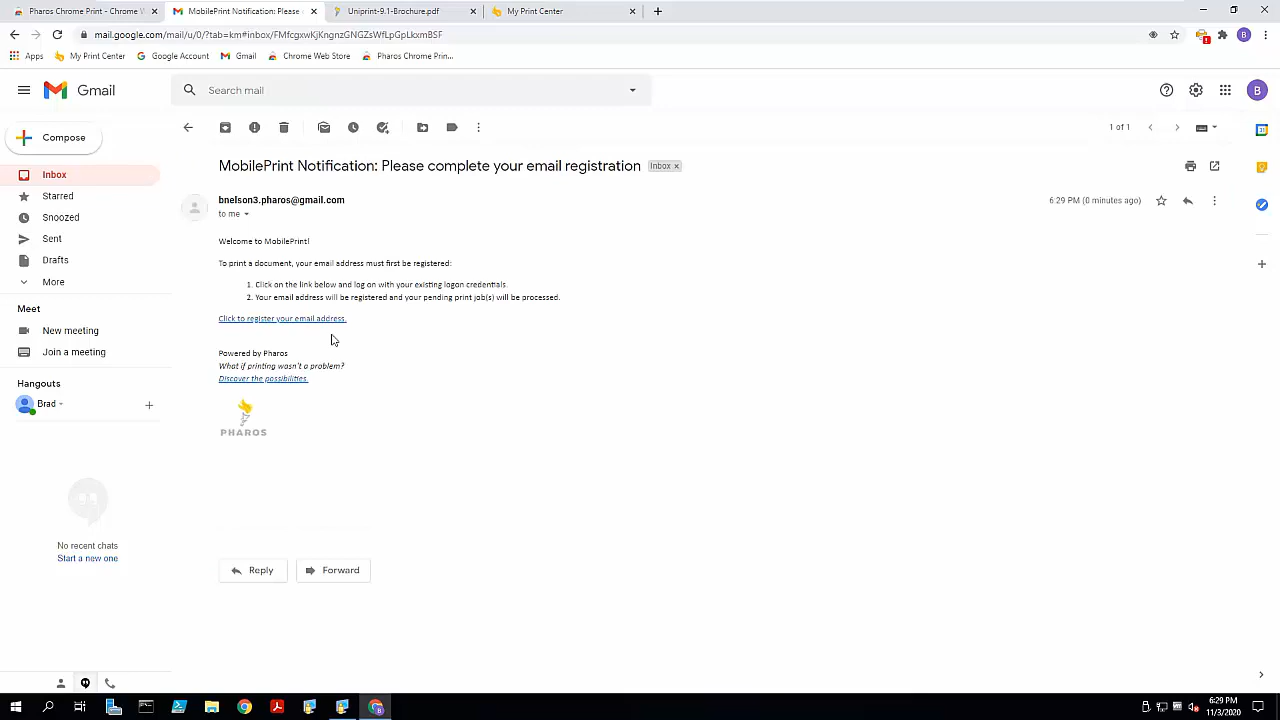 Pharos Chrome Print - Chrome W
MobilePrint Notification: Please
Uniprint-9.1-Brochure.pdf
My Print Center
mail.google.com/mail/u/0/?tab=km#inbox/FMfcgxwKjKngnzGNGZsWfLpGpLkxmBSF
Apps
My Print Center
Google Account
Gmail
Chrome Web Store
Pharos Chrome Prin...
B
Gmail
Search mail
B
Compose
1 of 1
Inbox
Starred
Snoozed
Sent
Drafts
More
Meet
New meeting
Join a meeting
Hangouts
Brad
No recent chats
Start a new one
MobilePrint Notification: Please complete your email registration
Inbox x
bnelson3.pharos@gmail.com
6:29 PM (0 minutes ago)
to me
Welcome to MobilePrint!
To print a document, your email address must first be registered:
1. Click on the link below and log on with your existing logon credentials.
2. Your email address will be registered and your pending print job(s) will be processed.
Click to register your email address.
Powered by Pharos
What if printing wasn't a problem?
Discover the possibilities.
PHAROS
Reply
Forward
6:29 PM
11/3/2020